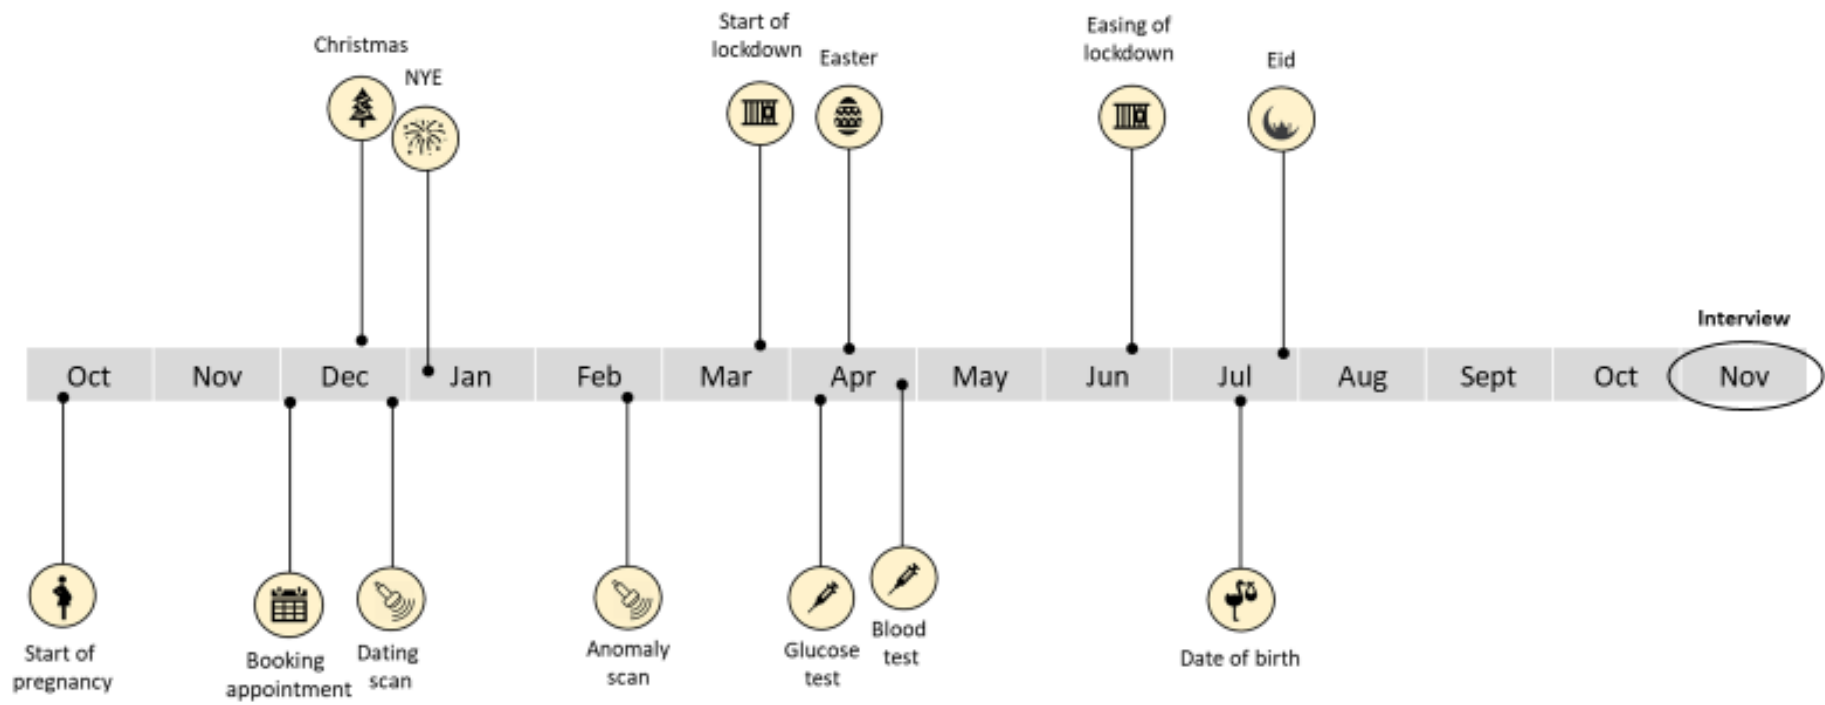 Christmas
NYE
Start of
lockdown
Easter
Easing of
lockdown
Eid
Interview
Oct
Nov
Dec
Jan
Feb
Mar
Apr
May
Jun
Jul
Aug
Sept
Oct
Nov
Start of
pregnancy
Booking
appointment
Dating
scan
Anomaly
scan
Glucose
test
Blood
test
Date of birth